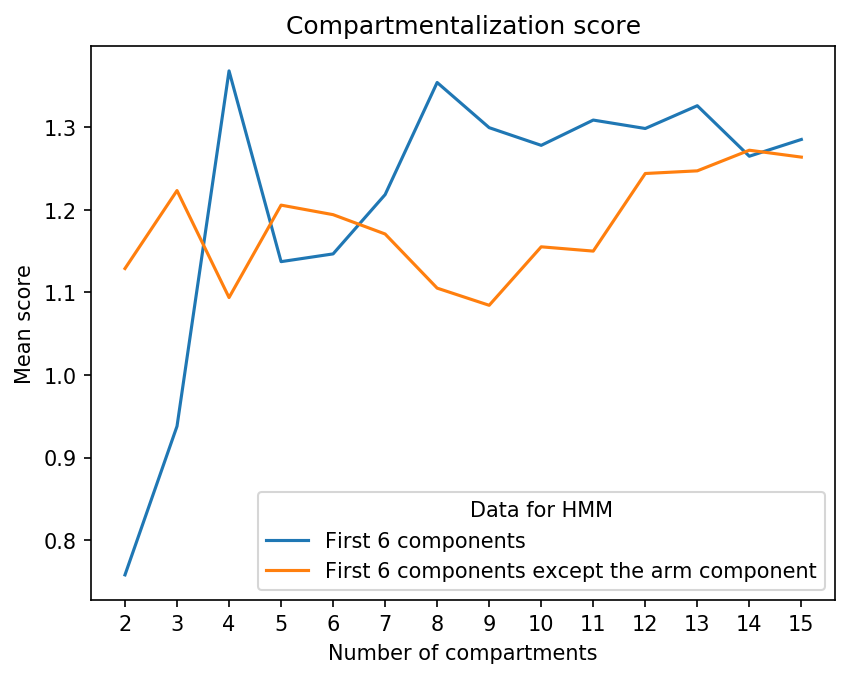 Compartmentalization score
Mean score
1.3
1.2
1.1
1.0
0.9
0.8
Data for HMM
First 6 components
First 6 components except the arm component
2 3 4 5 6 7 8 9 10 11 12 13 14 15
Number of compartments